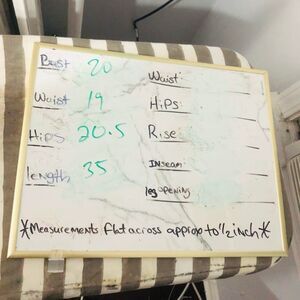 Bust 20
Waist 19
Hips 20.5
length 35
Waist:
Hips:
Rise:
Inseam:
leg opening
*Measurements flat across approx to 1/2 inch*